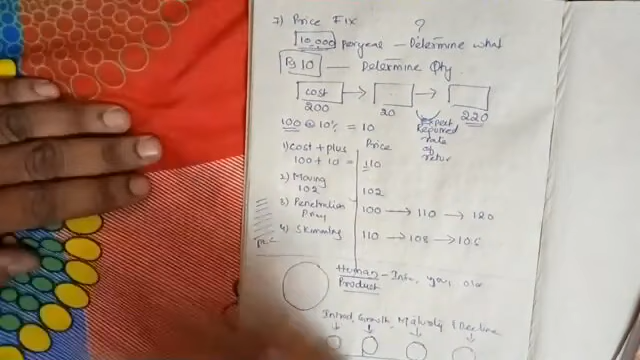 7) Price Fix ?
10,000 per year - Determine what
Rs 10 - Determine Qty
cost
200 20 220
100 @ 10% = 10
Expect
Required
rate
of
return
Price
1) cost + plus
100 + 10 = 110
2) Moving
102 102
3) Penetration 100 → 110 → 120
4) Skimming 110 → 108 → 106
Human - Infa, you, old
Product
Introd, Growth, Maturity & Decline